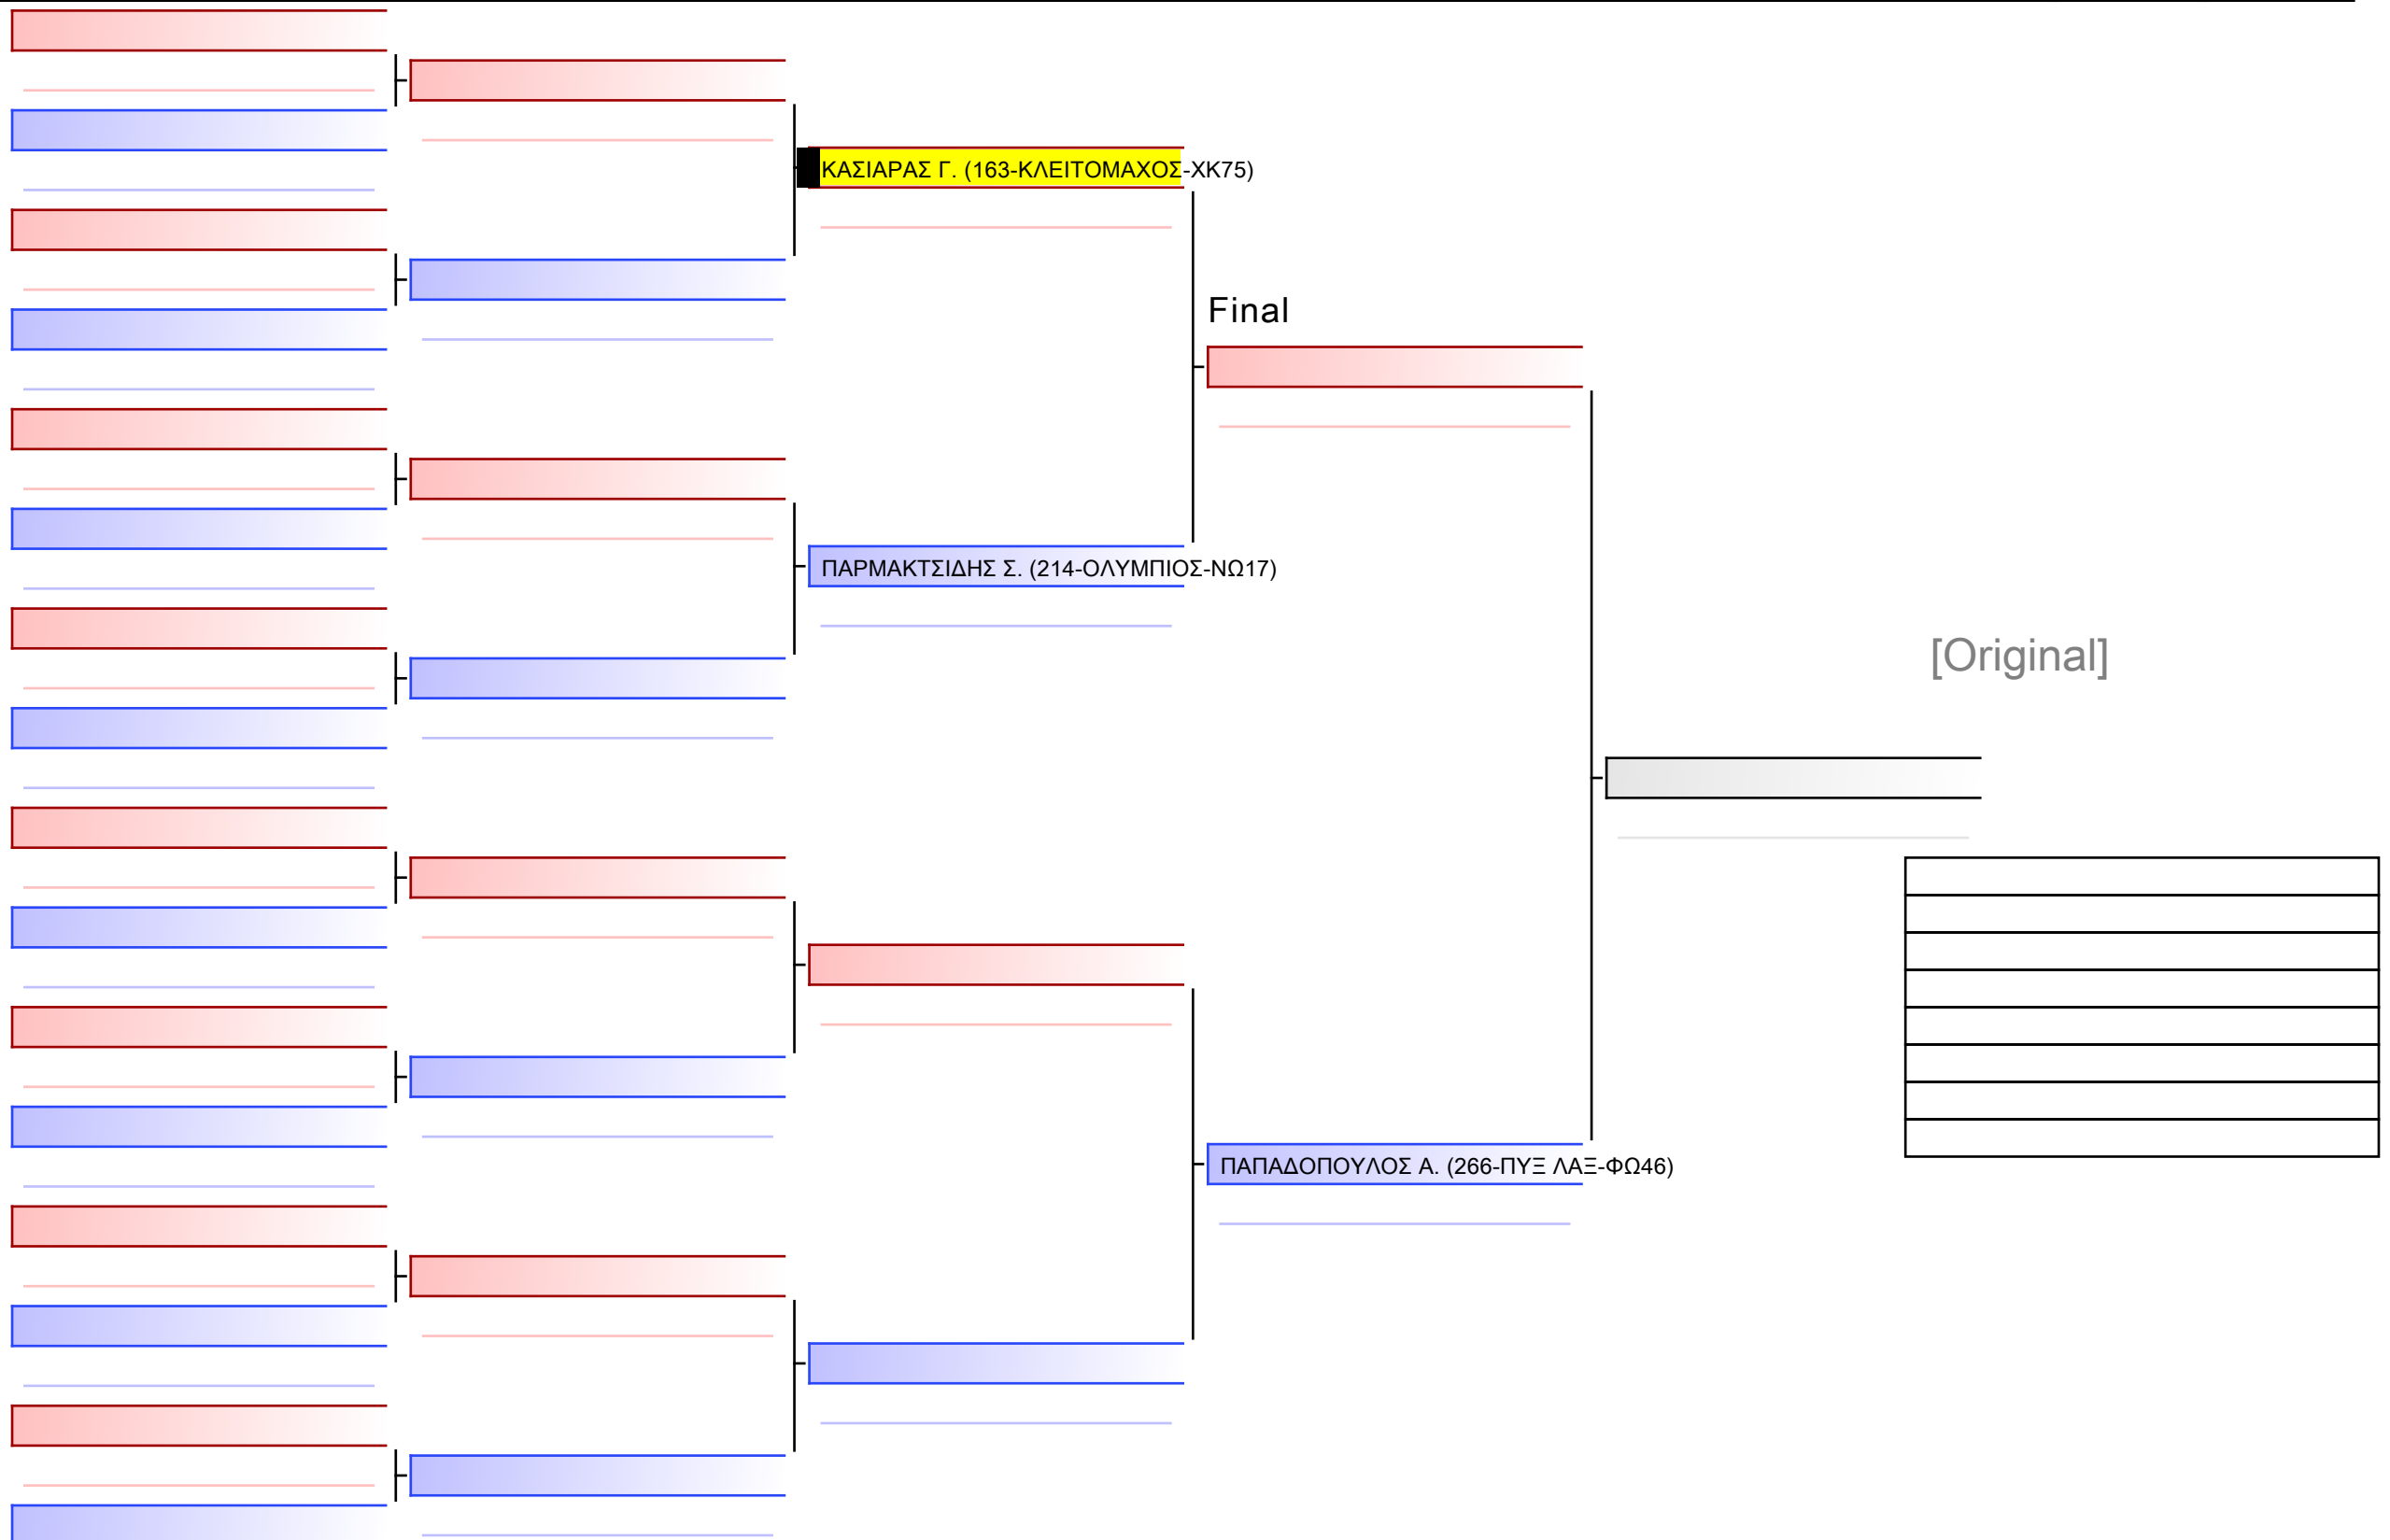 ΚΑΣΙΑΡΑΣ Γ. (163-ΚΛΕΙΤΟΜΑΧΟΣ-ΧΚ75)
Final
ΠΑΡΜΑΚΤΣΙΔΗΣ Σ. (214-ΟΛΥΜΠΙΟΣ-ΝΩ17)
[Original]
ΠΑΠΑΔΟΠΟΥΛΟΣ Α. (266-ΠΥΞ ΛΑΞ-ΦΩ46)